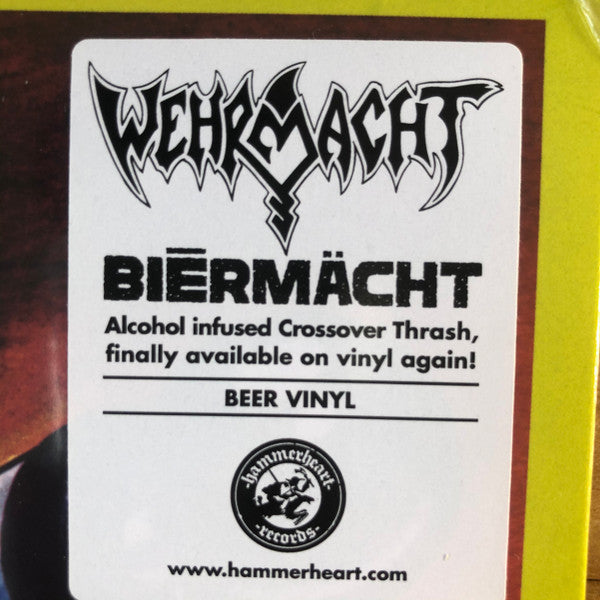 WEHRMACHT
BIĒRMÄCHT
Alcohol infused Crossover Thrash,
finally available on vinyl again!
BEER VINYL
-hammerheart-
-records-
www.hammerheart.com